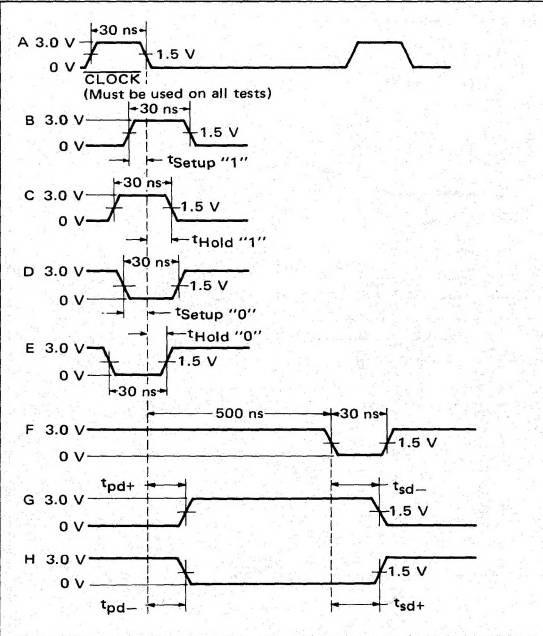 30 ns
A 3.0 V
1.5 V
0 V
CLOCK
(Must be used on all tests)
30 ns
B 3.0 V
1.5 V
0 V
tSetup "1"
30 ns
C 3.0 V
1.5 V
0 V
tHold "1"
30 ns
D 3.0 V
1.5 V
0 V
tSetup "0"
tHold "0"
E 3.0 V
1.5 V
0 V
30 ns
500 ns
30 ns
F 3.0 V
1.5 V
0 V
tpd+
tsd−
G 3.0 V
1.5 V
0 V
H 3.0 V
1.5 V
0 V
tpd−
tsd+